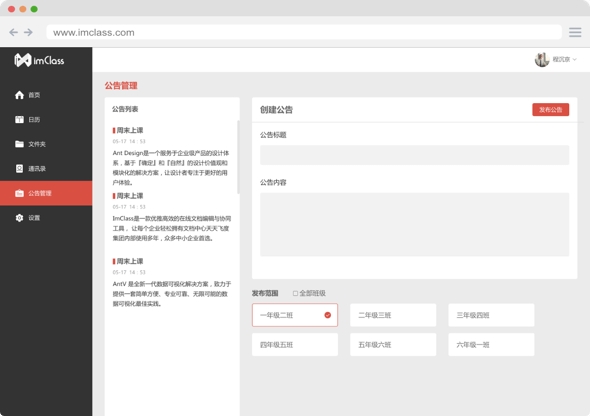 www.imclass.com
imClass
程沉京
首页
日历
文件夹
通讯录
公告管理
设置
公告管理
公告列表
周末上课
05-17 14：53
Ant Design是一个服务于企业级产品的设计体
系，基于『确定』和『自然』的设计价值观和
模块化的解决方案，让设计者专注于更好的用
户体验。
周末上课
05-17 14：53
ImClass是一款优雅高效的在线文档编辑与协同
工具， 让每个企业轻松拥有文档中心天天飞度
集团内部使用多年，众多中小企业首选。
周末上课
05-17 14：53
AntV 是全新一代数据可视化解决方案，致力于
提供一套简单方便、专业可靠、无限可能的数
据可视化最佳实践。
创建公告
发布公告
公告标题
公告内容
发布范围
全部班级
一年级二班
二年级三班
三年级四班
四年级五班
五年级六班
六年级一班